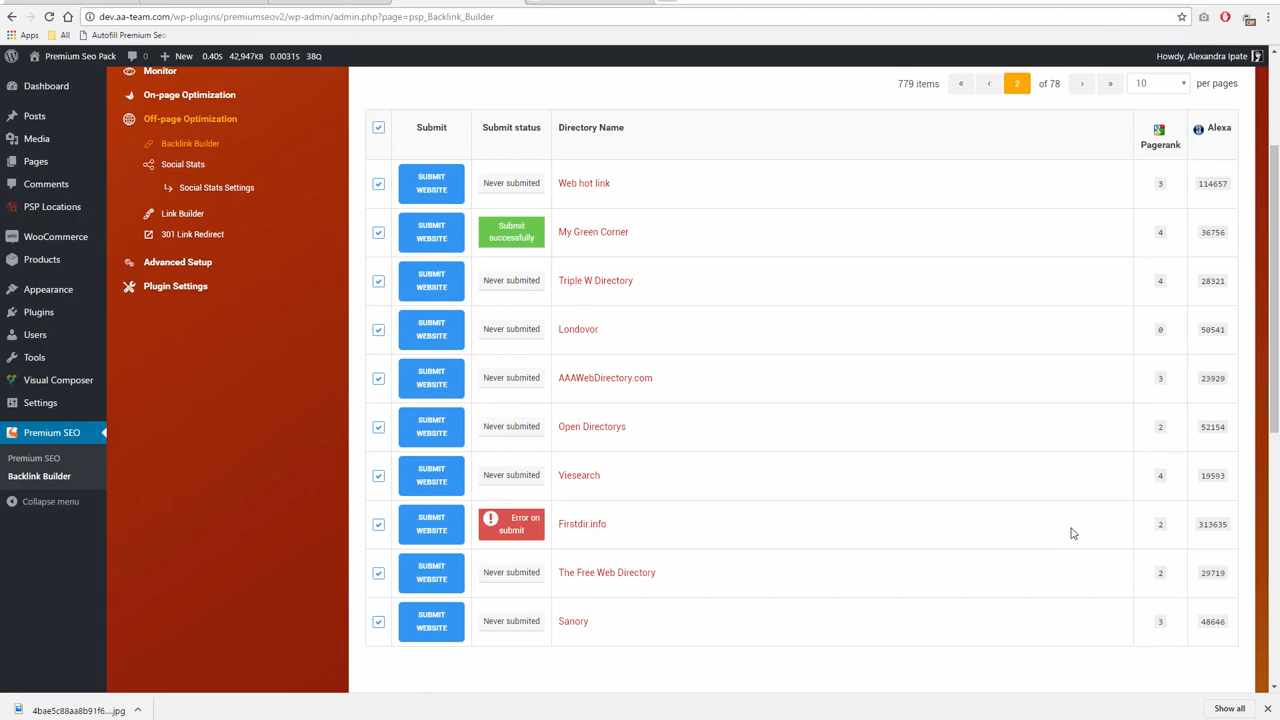 dev.aa-team.com/wp-plugins/premiumseov2/wp-admin/admin.php?page=psp_Backlink_Builder
Apps All Autofill Premium Seo
Premium Seo Pack 0 New 0.40s 42,947KB 0.0031s 38Q Howdy, Alexandra Ipate
Dashboard
Posts
Media
Pages
Comments
PSP Locations
WooCommerce
Products
Appearance
Plugins
Users
Tools
Visual Composer
Settings
Premium SEO
Premium SEO
Backlink Builder
Collapse menu
Monitor
On-page Optimization
Off-page Optimization
Backlink Builder
Social Stats
Social Stats Settings
Link Builder
301 Link Redirect
Advanced Setup
Plugin Settings
779 items « ‹ 2 of 78 › » 10 per pages
Submit Submit status Directory Name Pagerank Alexa
SUBMIT WEBSITE Never submited Web hot link 3 114657
SUBMIT WEBSITE Submit successfully My Green Corner 4 36756
SUBMIT WEBSITE Never submited Triple W Directory 4 28321
SUBMIT WEBSITE Never submited Londovor 0 50541
SUBMIT WEBSITE Never submited AAAWebDirectory.com 3 23929
SUBMIT WEBSITE Never submited Open Directorys 2 52154
SUBMIT WEBSITE Never submited Viesearch 4 19593
SUBMIT WEBSITE Error on submit Firstdir.info 2 313635
SUBMIT WEBSITE Never submited The Free Web Directory 2 29719
SUBMIT WEBSITE Never submited Sanory 3 48646
4bae5c88aa8b91f6....jpg Show all